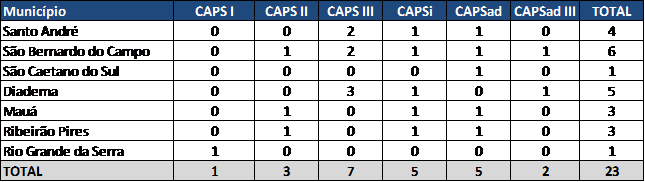 Município CAPS I CAPS II CAPS III CAPSi CAPSad CAPSad III TOTAL
Santo André 0 0 2 1 1 0 4
São Bernardo do Campo 0 1 2 1 1 1 6
São Caetano do Sul 0 0 0 0 1 0 1
Diadema 0 0 3 1 0 1 5
Mauá 0 1 0 1 1 0 3
Ribeirão Pires 0 1 0 1 1 0 3
Rio Grande da Serra 1 0 0 0 0 0 1
TOTAL 1 3 7 5 5 2 23